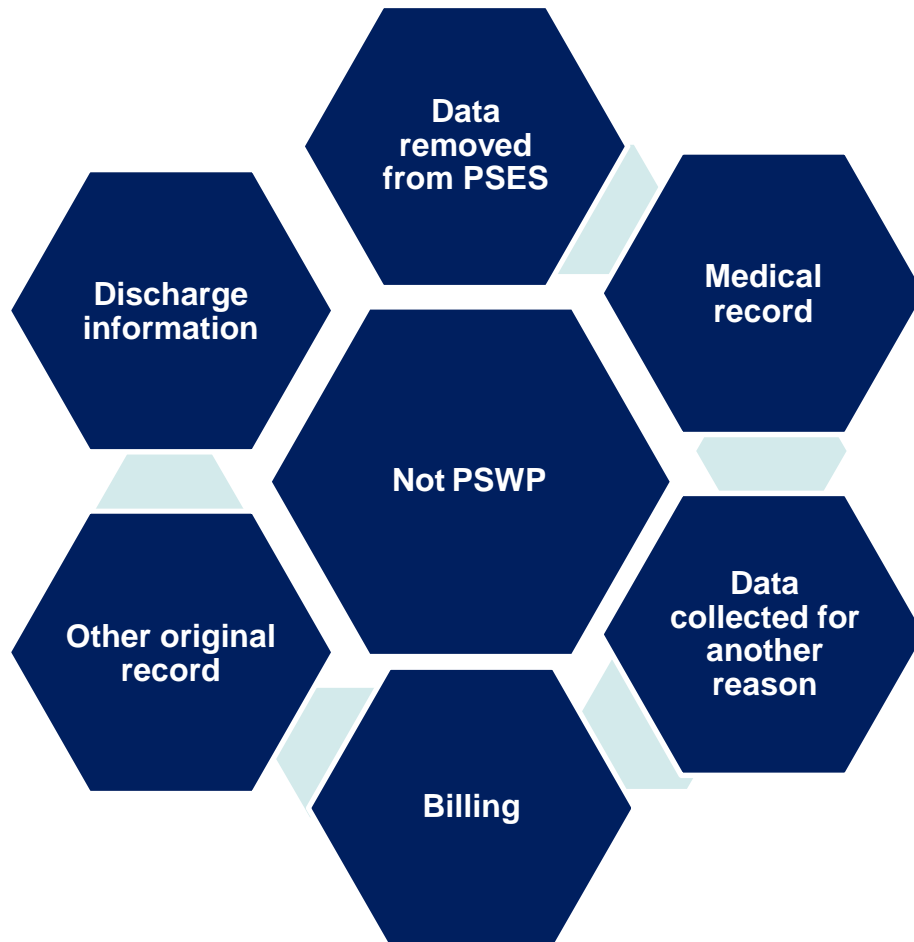 Data
removed
from PSES
Medical
record
Discharge
information
Not PSWP
Data
collected for
another
reason
Other original
record
Billing